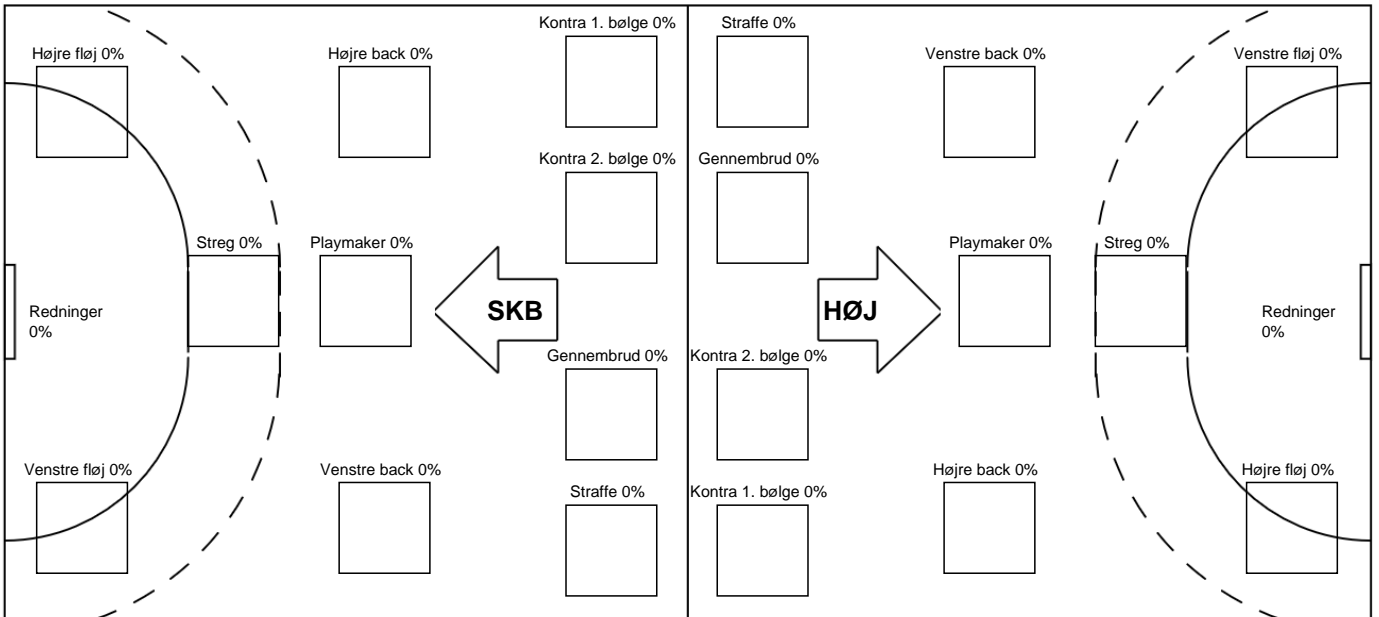 Kontra 1. bølge 0%
Straffe 0%
Højre fløj 0%
Højre back 0%
Venstre back 0%
Venstre fløj 0%
Kontra 2. bølge 0%
Gennembrud 0%
Streg 0%
Playmaker 0%
Playmaker 0%
Streg 0%
SKB
HØJ
Redninger
0%
Redninger
0%
Gennembrud 0%
Kontra 2. bølge 0%
Venstre fløj 0%
Venstre back 0%
Højre back 0%
Højre fløj 0%
Straffe 0%
Kontra 1. bølge 0%